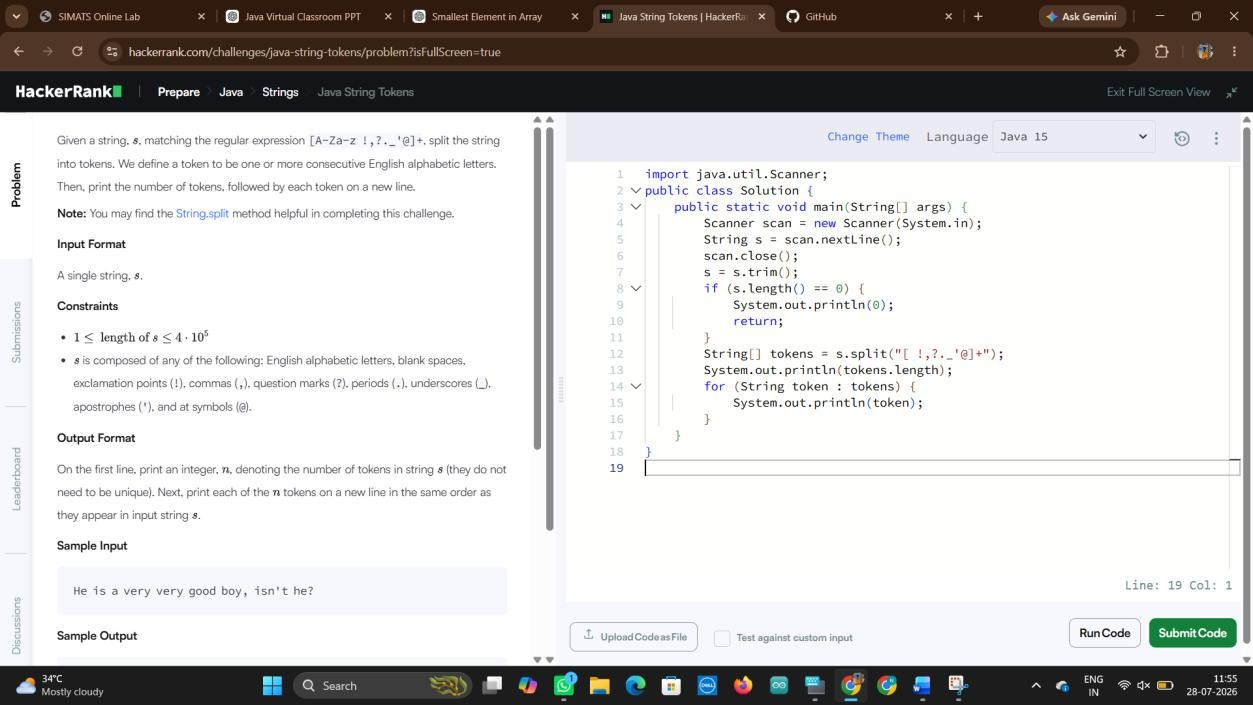 SIMATS Online Lab
Java Virtual Classroom PPT
Smallest Element in Array
Java String Tokens | HackerRa
GitHub
Ask Gemini
hackerrank.com/challenges/java-string-tokens/problem?isFullScreen=true
HackerRank
Prepare
Java
Strings
Java String Tokens
Exit Full Screen View
Problem
Submissions
Leaderboard
Discussions
Given a string, s, matching the regular expression [A-Za-z !,?._'@]+, split the string
into tokens. We define a token to be one or more consecutive English alphabetic letters.
Then, print the number of tokens, followed by each token on a new line.
Note: You may find the String.split method helpful in completing this challenge.
Input Format
A single string, s.
Constraints
• 1 ≤ length of s ≤ 4 · 10⁵
• s is composed of any of the following: English alphabetic letters, blank spaces,
exclamation points (!), commas (,), question marks (?), periods (.), underscores (_),
apostrophes ('), and at symbols (@).
Output Format
On the first line, print an integer, n, denoting the number of tokens in string s (they do not
need to be unique). Next, print each of the n tokens on a new line in the same order as
they appear in input string s.
Sample Input
He is a very very good boy, isn't he?
Sample Output
Change Theme
Language
Java 15
1 import java.util.Scanner;
2 public class Solution {
3     public static void main(String[] args) {
4         Scanner scan = new Scanner(System.in);
5         String s = scan.nextLine();
6         scan.close();
7         s = s.trim();
8         if (s.length() == 0) {
9             System.out.println(0);
10             return;
11         }
12         String[] tokens = s.split("[ !,?._'@]+");
13         System.out.println(tokens.length);
14         for (String token : tokens) {
15             System.out.println(token);
16         }
17     }
18 }
19
Line: 19 Col: 1
Upload Code as File
Test against custom input
Run Code
Submit Code
34°C
Mostly cloudy
Search
1
DELL
ENG
IN
11:55
28-07-2026